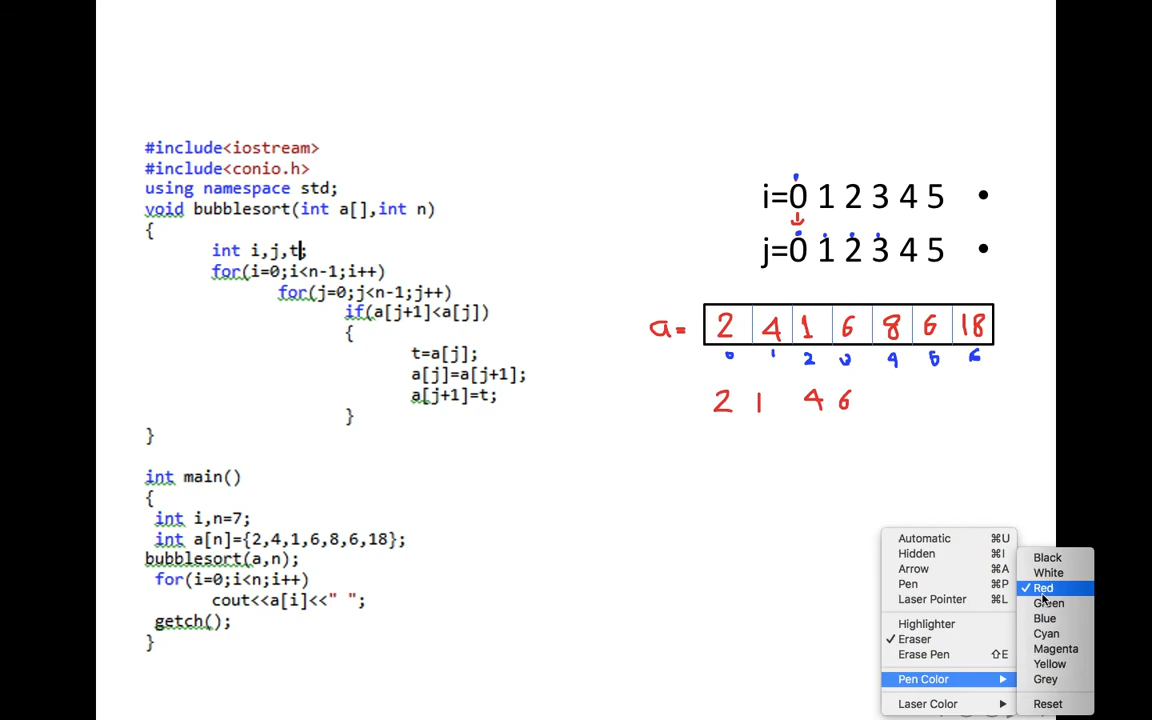 #include<iostream>
#include<conio.h>
using namespace std;
void bubblesort(int a[],int n)
{
int i,j,t;
for(i=0;i<n-1;i++)
for(j=0;j<n-1;j++)
if(a[j+1]<a[j])
{
t=a[j];
a[j]=a[j+1];
a[j+1]=t;
}
}
int main()
{
int i,n=7;
int a[n]={2,4,1,6,8,6,18};
bubblesort(a,n);
for(i=0;i<n;i++)
cout<<a[i]<<" ";
getch();
}
i=0 1 2 3 4 5 •
j=0 1 2 3 4 5 •
a= 2 4 1 6 8 6 18
0 1 2 3 4 5 6
2 1 4 6
Automatic ⌘U
Hidden ⌘I
Arrow ⌘A
Pen ⌘P
Laser Pointer ⌘L
Highlighter
✓ Eraser
Erase Pen ⇧E
Pen Color
Laser Color
Black
White
✓ Red
Green
Blue
Cyan
Magenta
Yellow
Grey
Reset